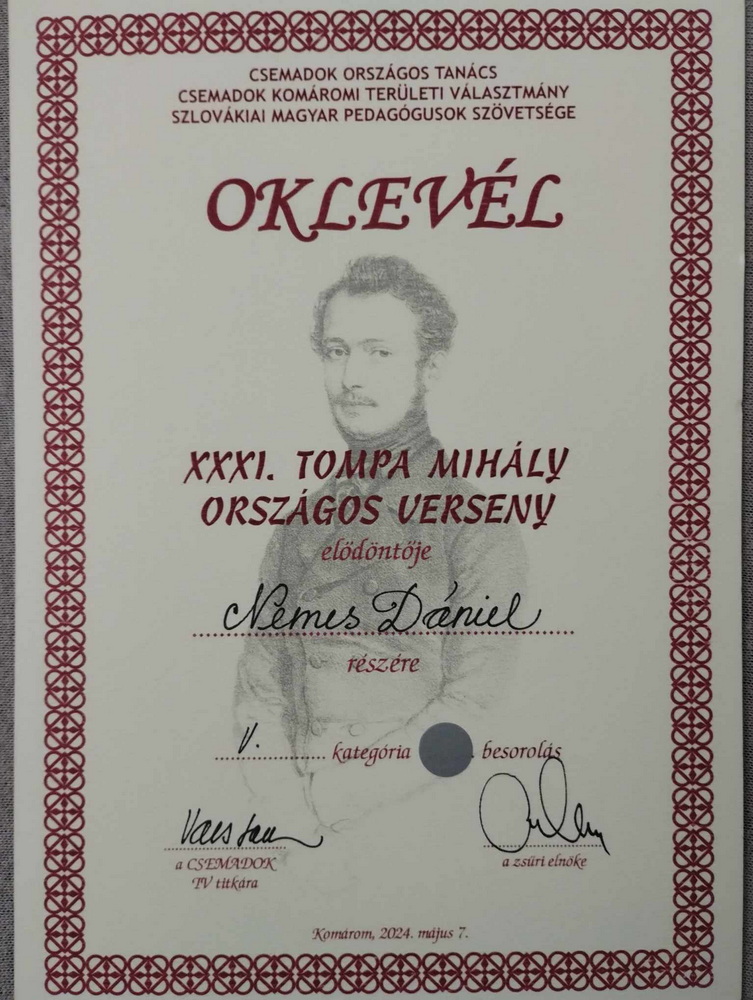 CSEMADOK ORSZÁGOS TANÁCS
CSEMADOK KOMÁROMI TERÜLETI VÁLASZTMÁNY
SZLOVÁKIAI MAGYAR PEDAGÓGUSOK SZÖVETSÉGE
OKLEVÉL
XXXI. TOMPA MIHÁLY
ORSZÁGOS VERSENY
elődöntője
Nemes Dániel
részére
V. kategória besorolás
a CSEMADOK
TV titkára
a zsűri elnöke
Komárom, 2024. május 7.